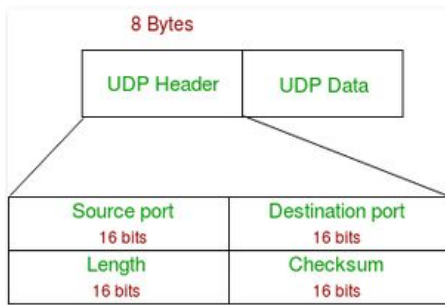 8 Bytes
UDP Header UDP Data
Source port Destination port
16 bits 16 bits
Length Checksum
16 bits 16 bits